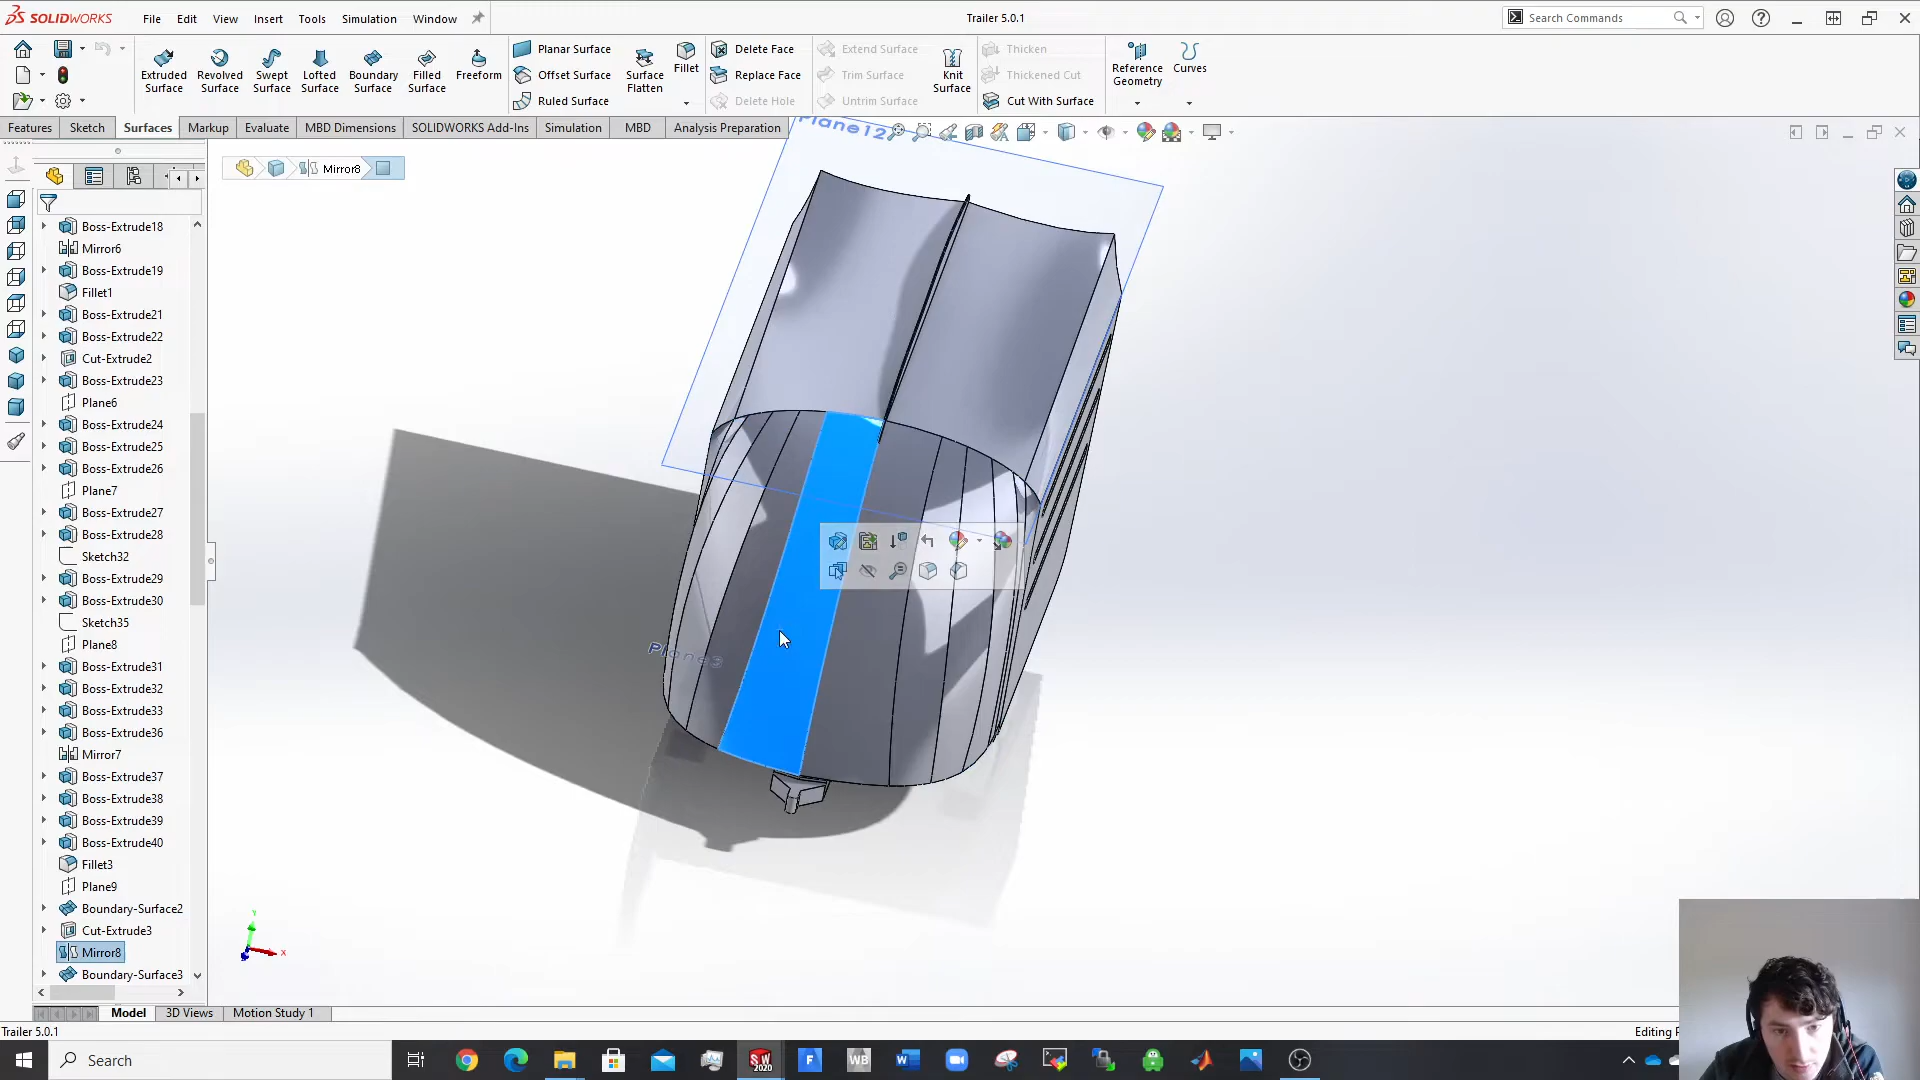 SOLIDWORKS
File Edit View Insert Tools Simulation Window
Trailer 5.0.1
Search Commands
Extruded Surface
Revolved Surface
Swept Surface
Lofted Surface
Boundary Surface
Filled Surface
Freeform
Planar Surface
Offset Surface
Ruled Surface
Surface Flatten
Fillet
Delete Face
Replace Face
Delete Hole
Extend Surface
Trim Surface
Untrim Surface
Knit Surface
Thicken
Thickened Cut
Cut With Surface
Reference Geometry
Curves
Features Sketch Surfaces Markup Evaluate MBD Dimensions SOLIDWORKS Add-Ins Simulation MBD Analysis Preparation
Plane12
Mirror8
Boss-Extrude18
Mirror6
Boss-Extrude19
Fillet1
Boss-Extrude21
Boss-Extrude22
Cut-Extrude2
Boss-Extrude23
Plane6
Boss-Extrude24
Boss-Extrude25
Boss-Extrude26
Plane7
Boss-Extrude27
Boss-Extrude28
Sketch32
Boss-Extrude29
Boss-Extrude30
Sketch35
Plane8
Boss-Extrude31
Boss-Extrude32
Boss-Extrude33
Boss-Extrude36
Mirror7
Boss-Extrude37
Boss-Extrude38
Boss-Extrude39
Boss-Extrude40
Fillet3
Plane9
Boundary-Surface2
Cut-Extrude3
Mirror8
Boundary-Surface3
Plane3
Y
X
Model 3D Views Motion Study 1
Trailer 5.0.1
Editing P
Search
SW
2020
F
WB